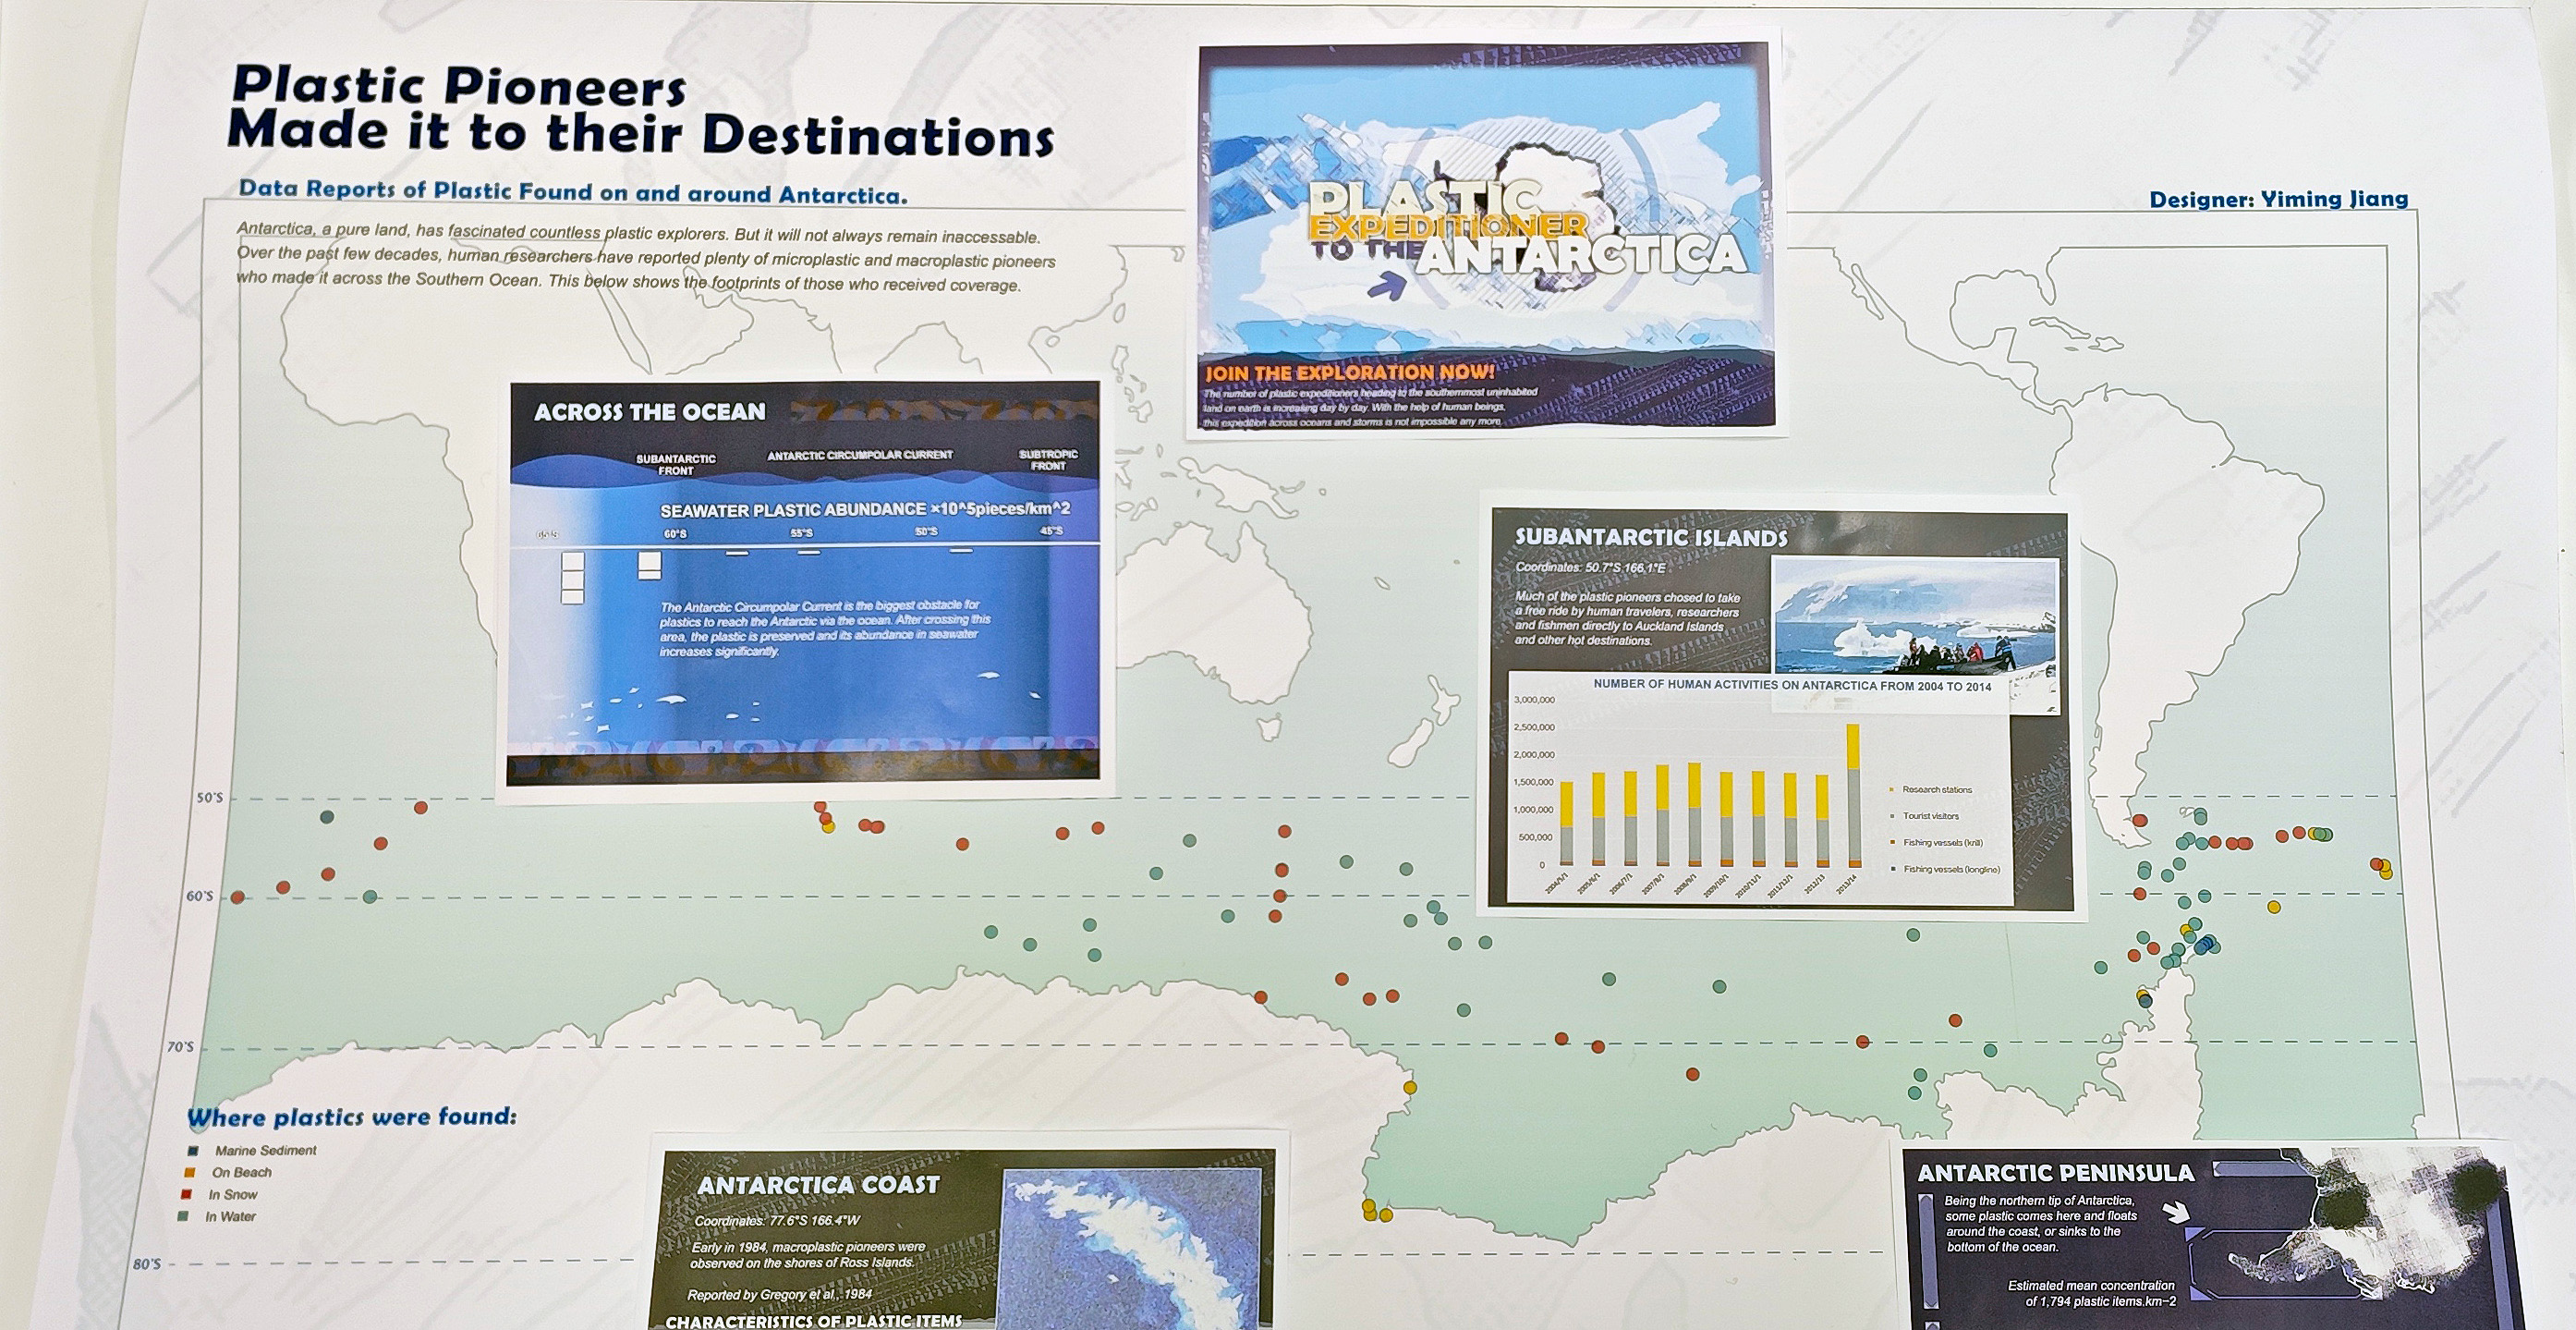 Plastic Pioneers
Made it to their Destinations
Data Reports of Plastic Found on and around Antarctica.
Designer: Yiming Jiang
Antarctica, a pure land, has fascinated countless plastic explorers. But it will not always remain inaccessable.
Over the past few decades, human researchers have reported plenty of microplastic and macroplastic pioneers
who made it across the Southern Ocean. This below shows the footprints of those who received coverage.
PLASTIC
EXPEDITIONER
TO THE ANTARCTICA
JOIN THE EXPLORATION NOW!
The number of plastic expeditioners heading to the southernmost uninhabited
land on earth is increasing day by day. With the help of human beings,
this expedition across oceans and storms is not impossible any more.
ACROSS THE OCEAN
SUBANTARCTIC
FRONT
ANTARCTIC CIRCUMPOLAR CURRENT
SUBTROPIC
FRONT
SEAWATER PLASTIC ABUNDANCE ×10^5pieces/km^2
65°S 60°S 55°S 50°S 45°S
The Antarctic Circumpolar Current is the biggest obstacle for
plastics to reach the Antarctic via the ocean. After crossing this
area, the plastic is preserved and its abundance in seawater
increases significantly.
SUBANTARCTIC ISLANDS
Coordinates: 50.7°S 166.1°E
Much of the plastic pioneers chosed to take
a free ride by human travelers, researchers
and fishmen directly to Auckland Islands
and other hot destinations.
NUMBER OF HUMAN ACTIVITIES ON ANTARCTICA FROM 2004 TO 2014
3,000,000
2,500,000
2,000,000
1,500,000
1,000,000
500,000
0
2004/5/1 2005/6/1 2006/7/1 2007/8/1 2008/9/1 2009/10/1 2010/11/1 2011/12/1 2012/13 2013/14
Research stations
Tourist visitors
Fishing vessels (krill)
Fishing vessels (longline)
50°S
60°S
70°S
80°S
Where plastics were found:
Marine Sediment
On Beach
In Snow
In Water
ANTARCTICA COAST
Coordinates: 77.6°S 166.4°W
Early in 1984, macroplastic pioneers were
observed on the shores of Ross Islands.
Reported by Gregory et al., 1984
CHARACTERISTICS OF PLASTIC ITEMS
ANTARCTIC PENINSULA
Being the northern tip of Antarctica,
some plastic comes here and floats
around the coast, or sinks to the
bottom of the ocean.
Estimated mean concentration
of 1,794 plastic items.km−2